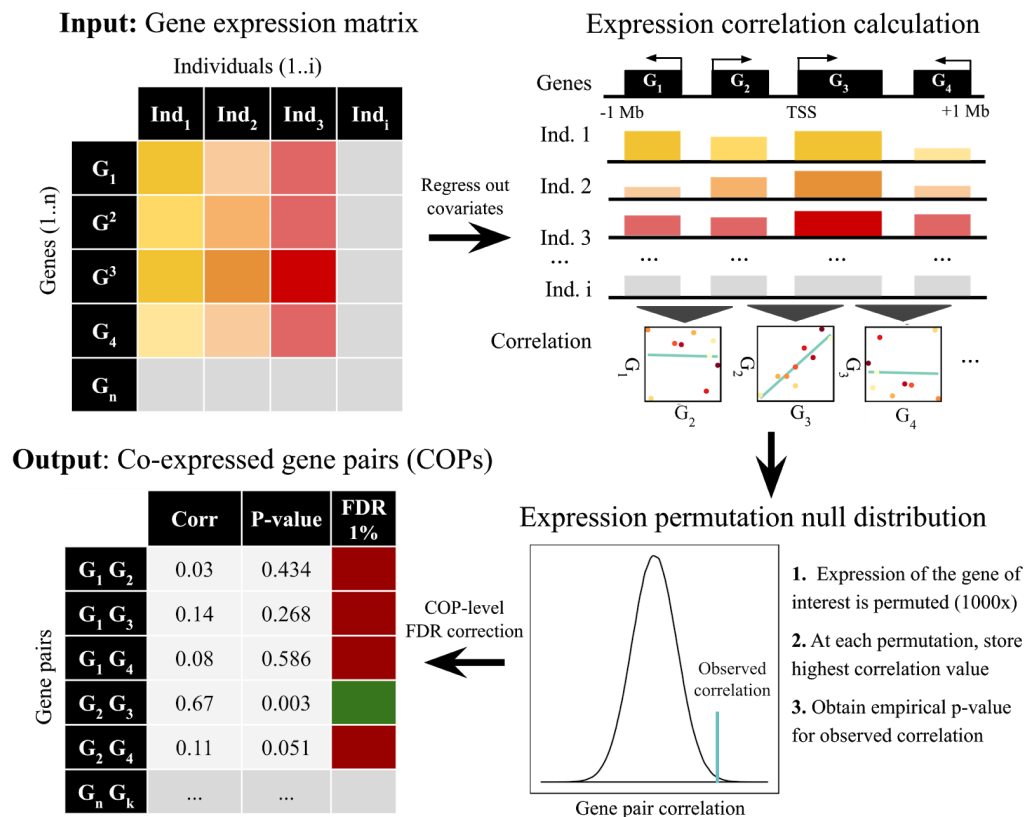 Input: Gene expression matrix
Individuals (1..i)
Ind₁ Ind₂ Ind₃ Indᵢ
Genes (1..n)
G₁
G²
G³
G₄
Gₙ
Regress out
covariates
Expression correlation calculation
Genes
G₁ G₂ G₃ G₄
-1 Mb TSS +1 Mb
Ind. 1
Ind. 2
Ind. 3
... ... ... ... ...
Ind. i
Correlation
G₁ G₂ G₃ ...
G₂ G₃ G₄
Expression permutation null distribution
Observed
correlation
Gene pair correlation
1. Expression of the gene of
interest is permuted (1000x)
2. At each permutation, store
highest correlation value
3. Obtain empirical p-value
for observed correlation
COP-level
FDR correction
Output: Co-expressed gene pairs (COPs)
Corr P-value FDR
1%
Gene pairs
G₁ G₂ 0.03 0.434
G₁ G₃ 0.14 0.268
G₁ G₄ 0.08 0.586
G₂ G₃ 0.67 0.003
G₂ G₄ 0.11 0.051
Gₙ Gₖ ... ...